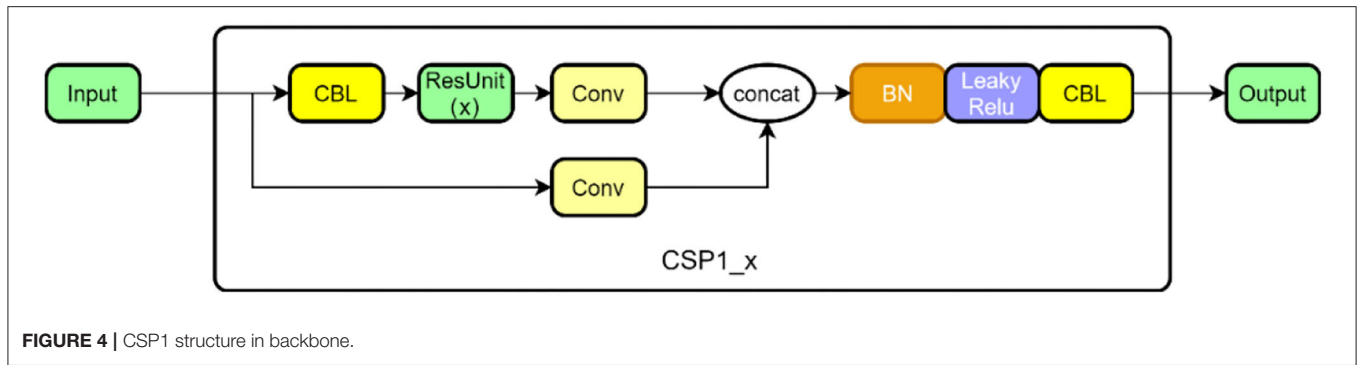 Input
CBL
ResUnit
(x)
Conv
concat
BN
Leaky
Relu
CBL
Output
Conv
CSP1_x
FIGURE 4 | CSP1 structure in backbone.